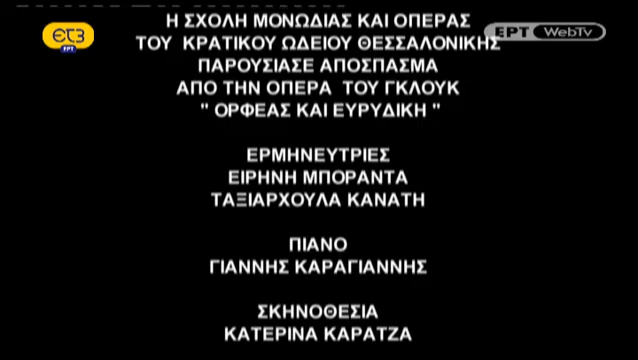 Η ΣΧΟΛΗ ΜΟΝΩΔΙΑΣ ΚΑΙ ΟΠΕΡΑΣ
ΤΟΥ ΚΡΑΤΙΚΟΥ ΩΔΕΙΟΥ ΘΕΣΣΑΛΟΝΙΚΗΣ
ΠΑΡΟΥΣΙΑΣΕ ΑΠΟΣΠΑΣΜΑ
ΑΠΟ ΤΗΝ ΟΠΕΡΑ ΤΟΥ ΓΚΛΟΥΚ
" ΟΡΦΕΑΣ ΚΑΙ ΕΥΡΥΔΙΚΗ "
ΕΡΜΗΝΕΥΤΡΙΕΣ
ΕΙΡΗΝΗ ΜΠΟΡΑΝΤΑ
ΤΑΞΙΑΡΧΟΥΛΑ ΚΑΝΑΤΗ
ΠΙΑΝΟ
ΓΙΑΝΝΗΣ ΚΑΡΑΓΙΑΝΝΗΣ
ΣΚΗΝΟΘΕΣΙΑ
ΚΑΤΕΡΙΝΑ ΚΑΡΑΤΖΑ
ετ3
ΕΡΤ
ΕΡΤ WebTv